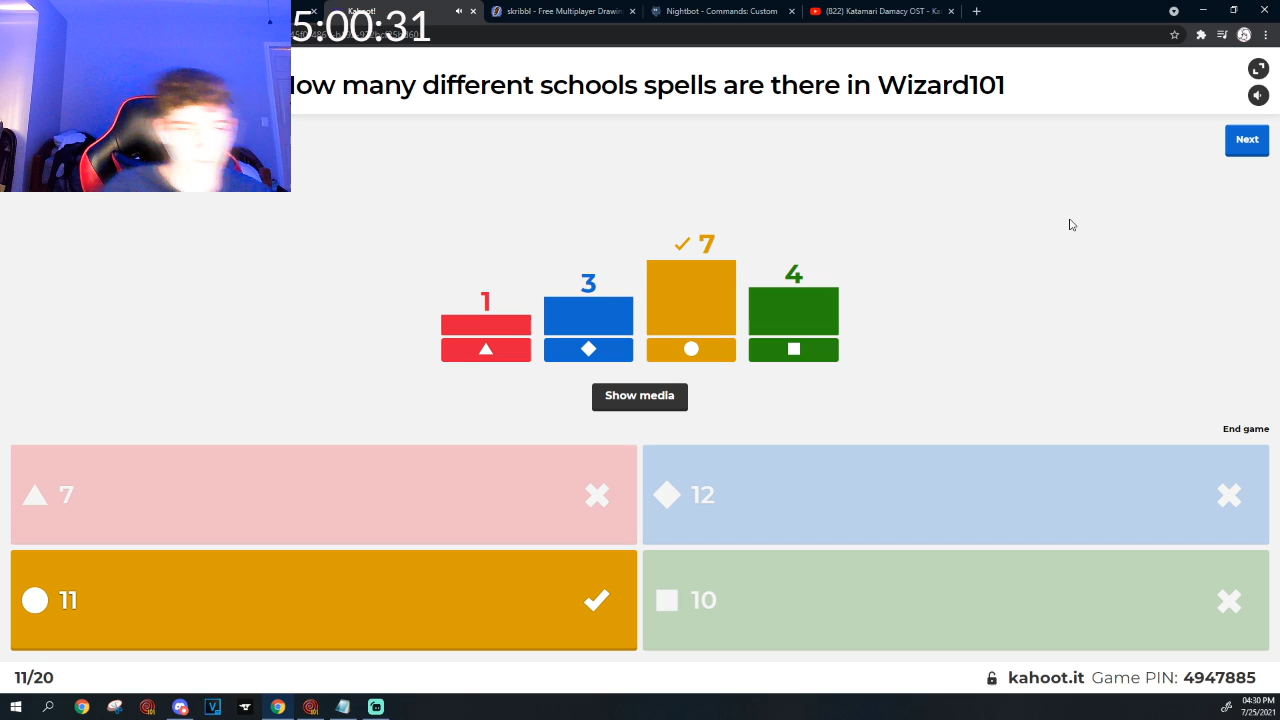 Kahoot!
skribbl - Free Multiplayer Drawin
Nightbot - Commands: Custom
(822) Katamari Damacy OST - Ka
5:00:31
How many different schools spells are there in Wizard101
Next
1
3
7
4
Show media
End game
7
12
11
10
11/20
kahoot.it Game PIN: 4947885
04:30 PM
7/25/2021